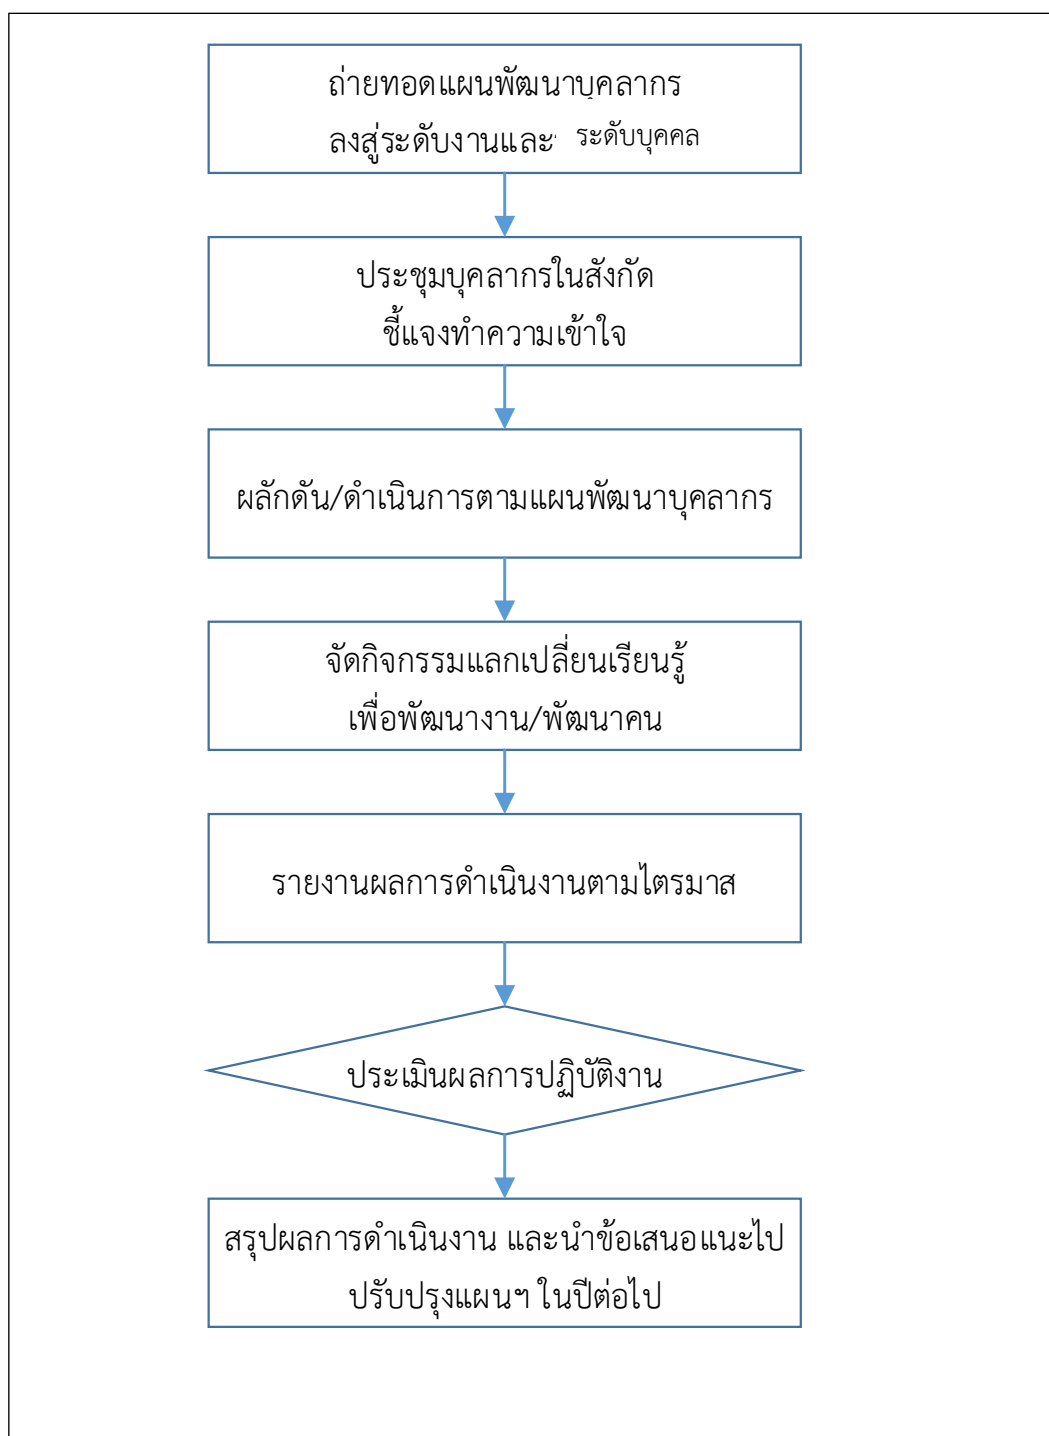 ถ่ายทอดแผนพัฒนาบุคลากร
ลงสู่ระดับงานและ ระดับบุคคล
ประชุมบุคลากรในสังกัด
ชี้แจงทำความเข้าใจ
ผลักดัน/ดำเนินการตามแผนพัฒนาบุคลากร
จัดกิจกรรมแลกเปลี่ยนเรียนรู้
เพื่อพัฒนางาน/พัฒนาคน
รายงานผลการดำเนินงานตามไตรมาส
ประเมินผลการปฏิบัติงาน
สรุปผลการดำเนินงาน และนำข้อเสนอแนะไป
ปรับปรุงแผนฯ ในปีต่อไป